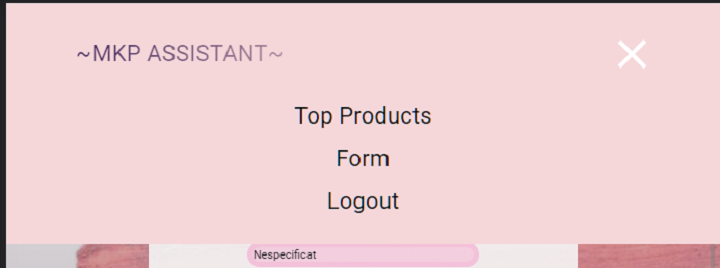 ~MKP ASSISTANT~
Top Products
Form
Logout
Nespecificat